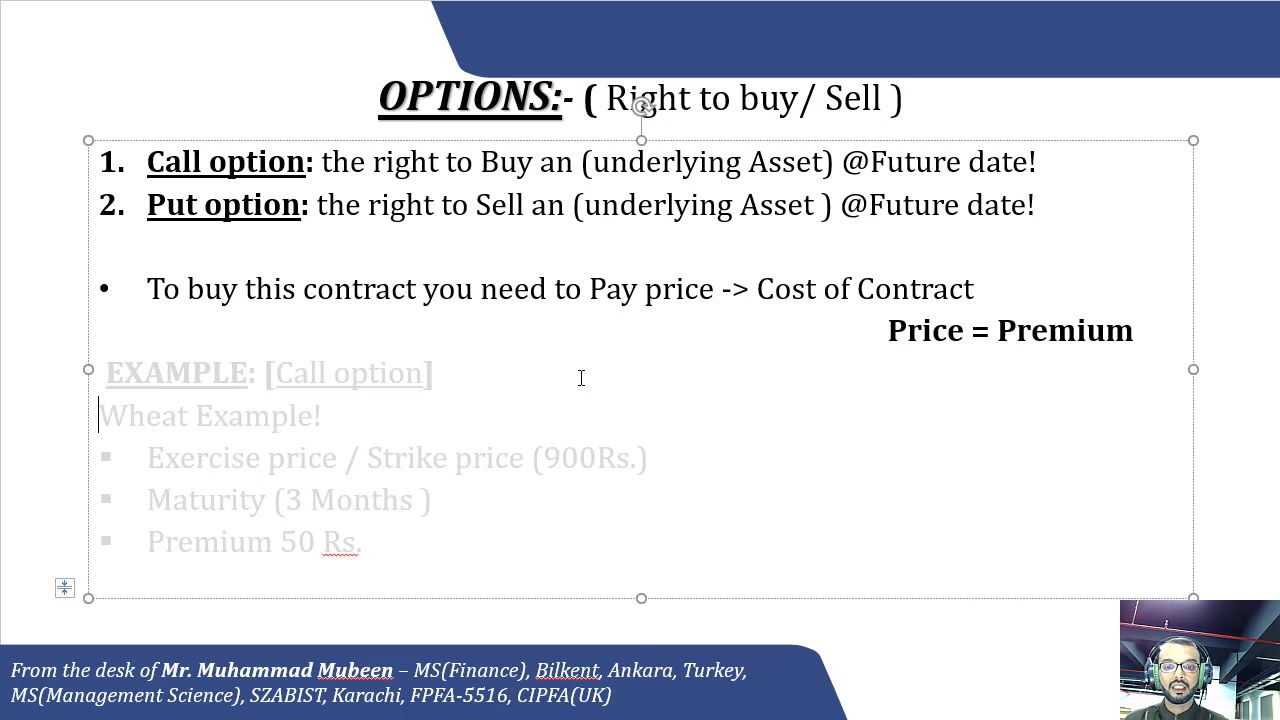 OPTIONS:- ( Right to buy/ Sell )
1. Call option: the right to Buy an (underlying Asset) @Future date!
2. Put option: the right to Sell an (underlying Asset ) @Future date!
• To buy this contract you need to Pay price -> Cost of Contract
Price = Premium
EXAMPLE: [Call option]
Wheat Example!
▪ Exercise price / Strike price (900Rs.)
▪ Maturity (3 Months )
▪ Premium 50 Rs.
From the desk of Mr. Muhammad Mubeen – MS(Finance), Bilkent, Ankara, Turkey,
MS(Management Science), SZABIST, Karachi, FPFA-5516, CIPFA(UK)